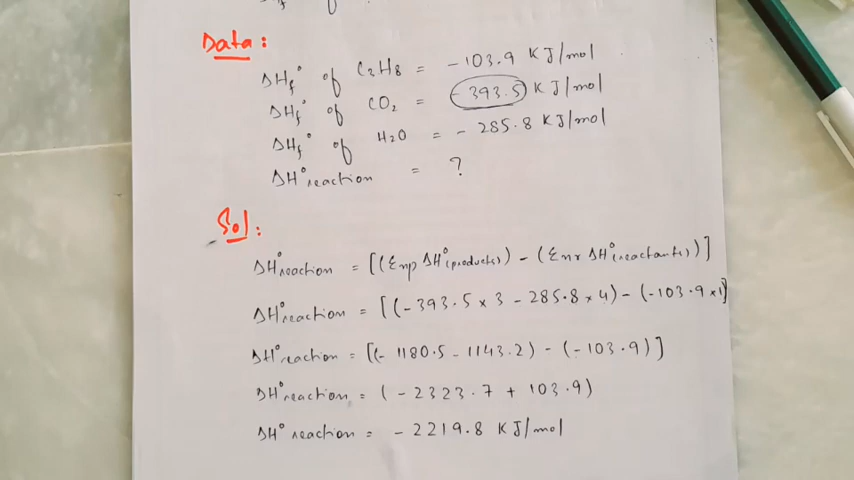 Data:
ΔHf° of C3H8 = -103.9 KJ/mol
ΔHf° of CO2 = -393.5 KJ/mol
ΔHf° of H2O = - 285.8 KJ/mol
ΔH°reaction = ?
Sol:
ΔH°reaction = [(Σnp ΔH°(products)) - (Σnr ΔH°(reactants))]
ΔH°reaction = [(-393.5 x 3 - 285.8 x 4) - (-103.9 x 1)]
ΔH°reaction = [(- 1180.5 - 1143.2) - (-103.9)]
ΔH°reaction = (- 2323.7 + 103.9)
ΔH°reaction = - 2219.8 KJ/mol